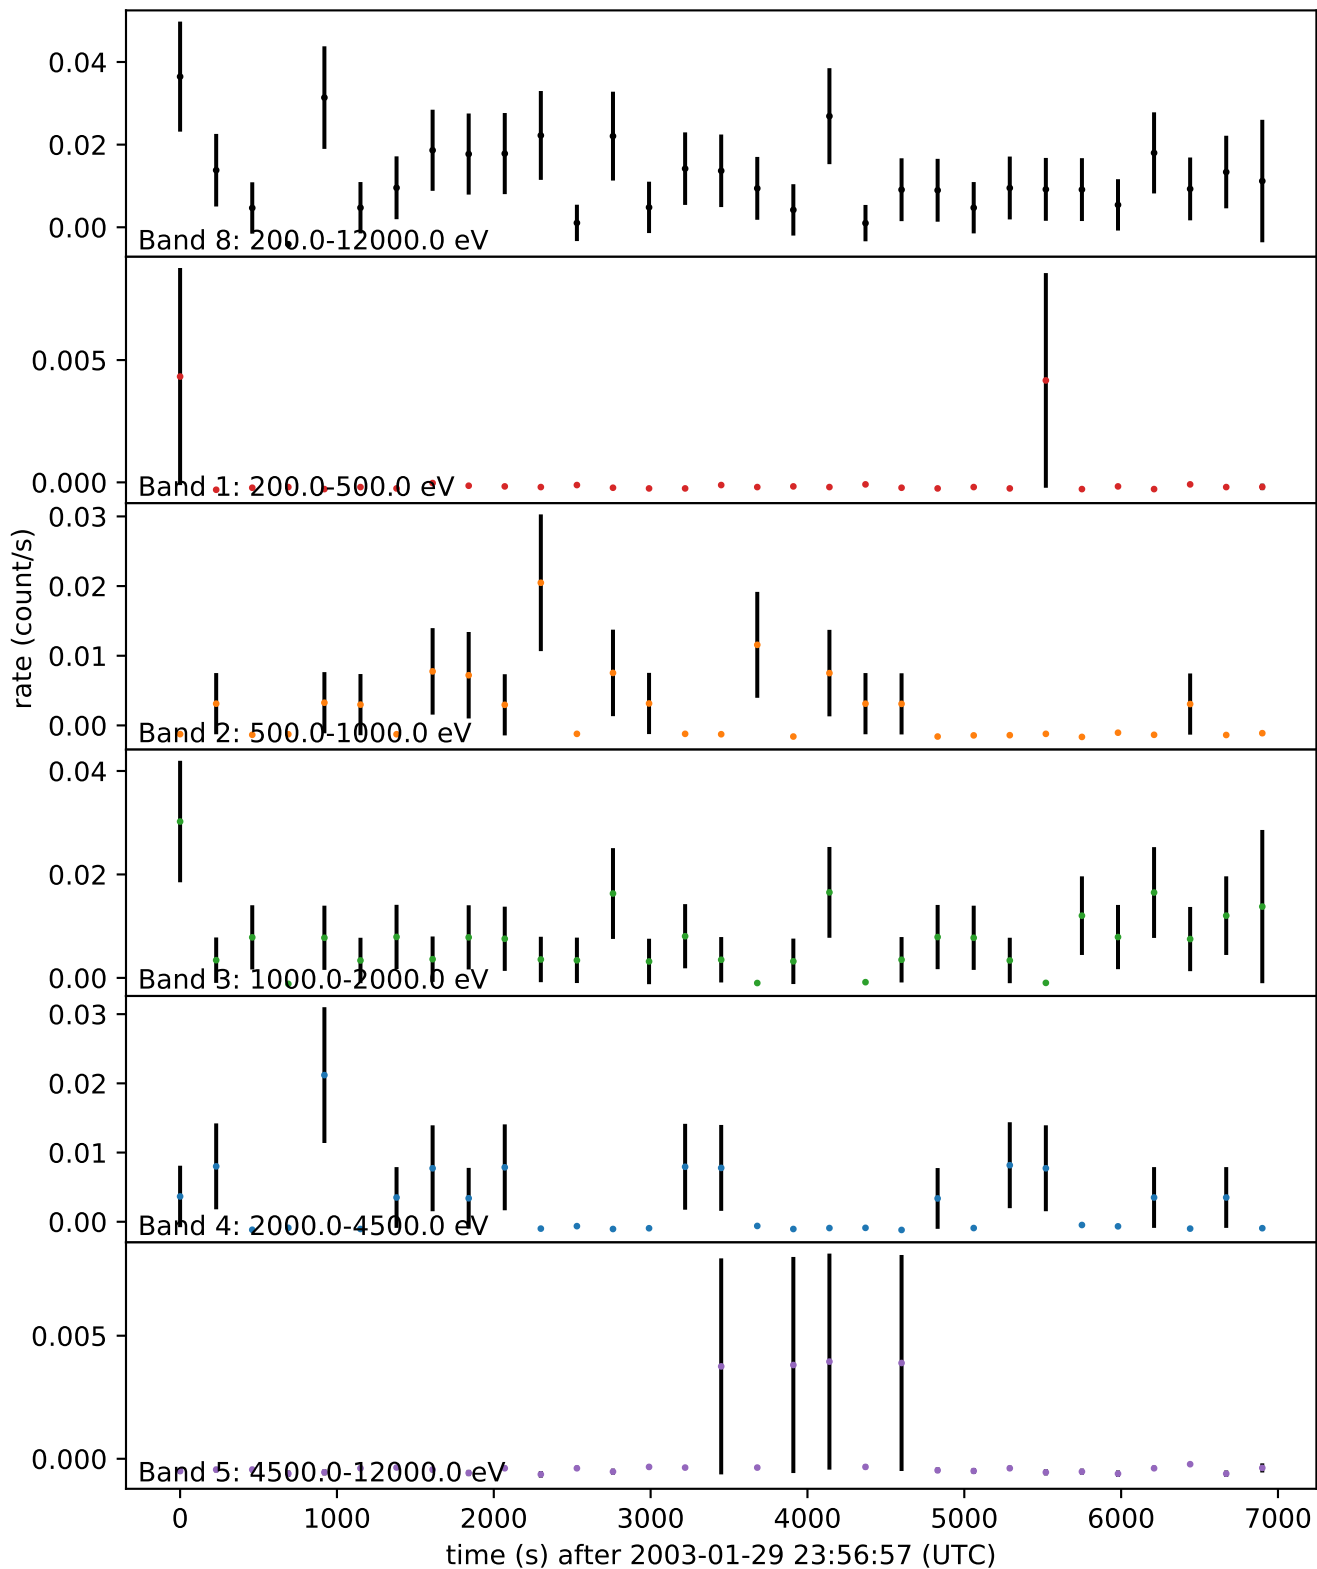 0.04
0.02
0.00
Band 8: 200.0-12000.0 eV
0.005
0.000
Band 1: 200.0-500.0 eV
0.03
0.02
0.01
0.00
Band 2: 500.0-1000.0 eV
rate (count/s)
0.04
0.02
0.00
Band 3: 1000.0-2000.0 eV
0.03
0.02
0.01
0.00
Band 4: 2000.0-4500.0 eV
0.005
0.000
Band 5: 4500.0-12000.0 eV
0 1000 2000 3000 4000 5000 6000 7000
time (s) after 2003-01-29 23:56:57 (UTC)